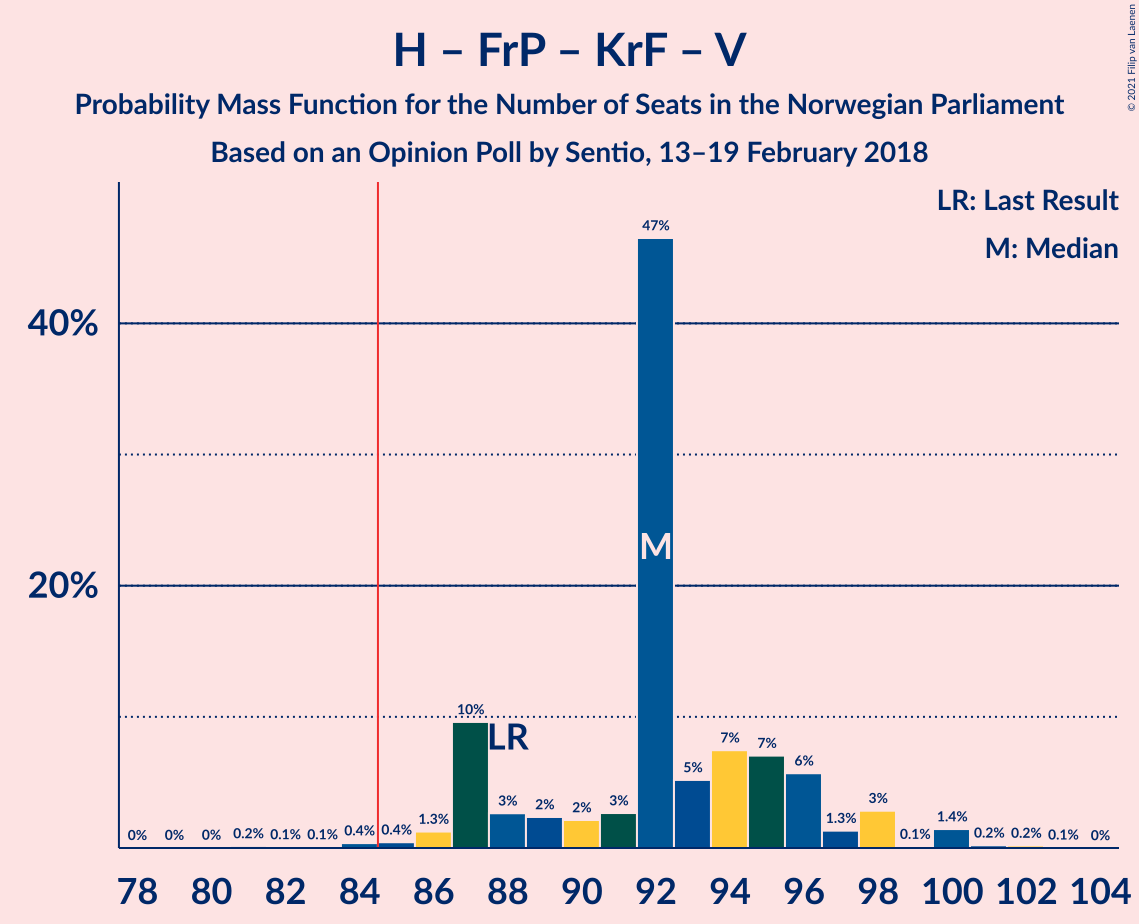 H – FrP – KrF – V
Probability Mass Function for the Number of Seats in the Norwegian Parliament
Based on an Opinion Poll by Sentio, 13–19 February 2018
© 2021 Filip van Laenen
LR: Last Result
M: Median
40%
20%
0% 0% 0% 0.2% 0.1% 0.1% 0.4% 0.4% 1.3% 10% 3% 2% 2% 3% 47% 5% 7% 7% 6% 1.3% 3% 0.1% 1.4% 0.2% 0.2% 0.1% 0%
LR
M
78 80 82 84 86 88 90 92 94 96 98 100 102 104